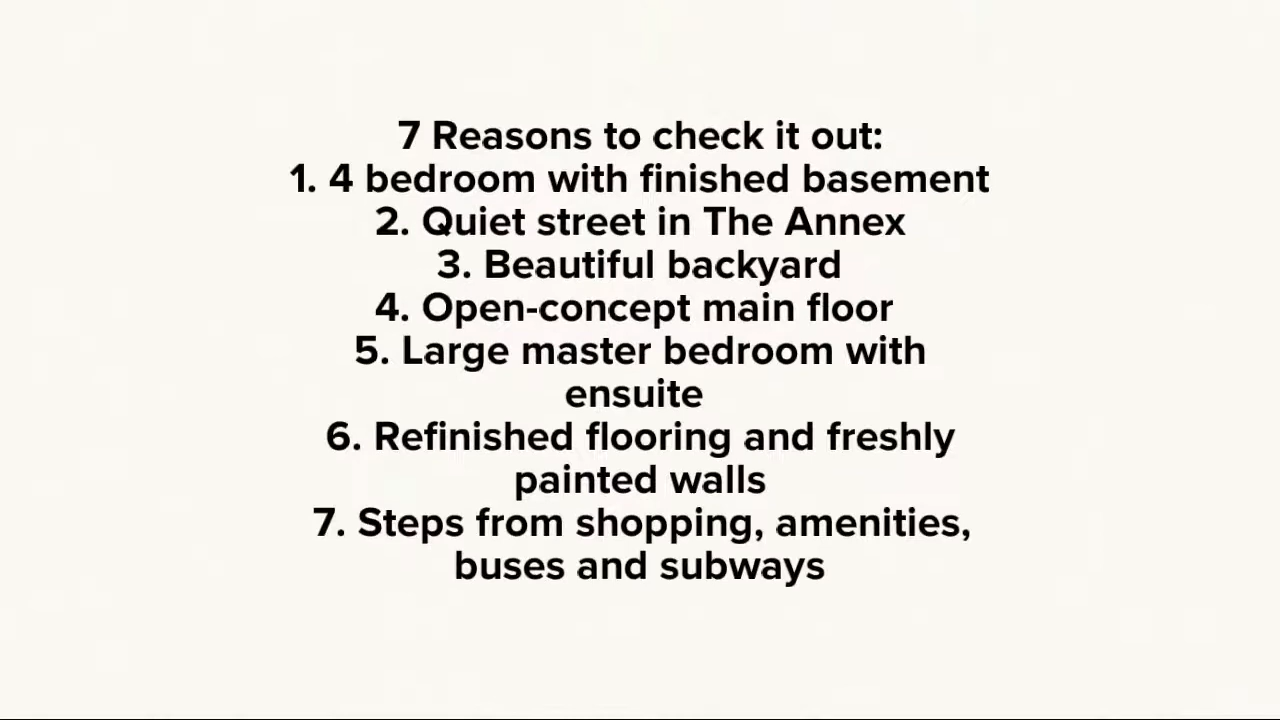 7 Reasons to check it out:
1. 4 bedroom with finished basement
2. Quiet street in The Annex
3. Beautiful backyard
4. Open-concept main floor
5. Large master bedroom with
ensuite
6. Refinished flooring and freshly
painted walls
7. Steps from shopping, amenities,
buses and subways